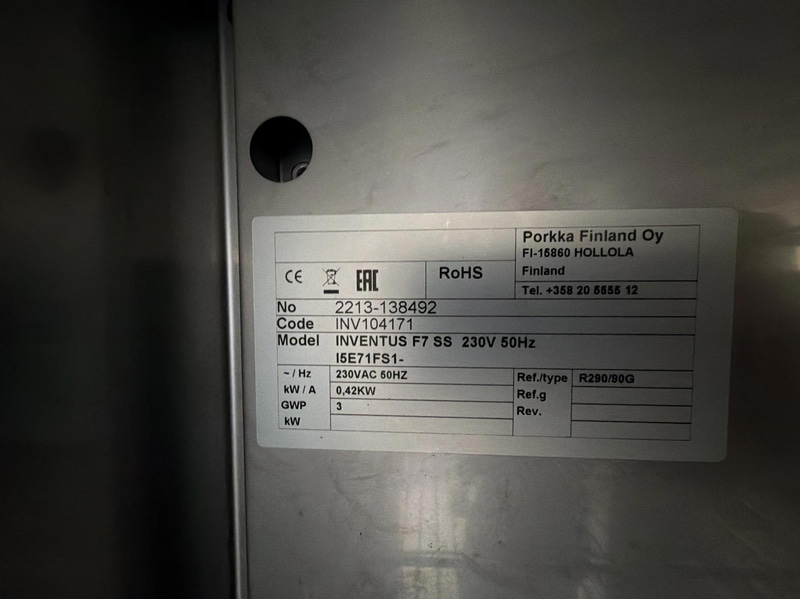 Porkka Finland Oy
FI-15860 HOLLOLA
Finland
Tel. +358 20 5555 12
CE EAC RoHS
No 2213-138492
Code INV104171
Model INVENTUS F7 SS 230V 50Hz
I5E71FS1-
~ / Hz 230VAC 50HZ
kW / A 0,42KW
GWP 3
kW
Ref./type R290/90G
Ref.g
Rev.